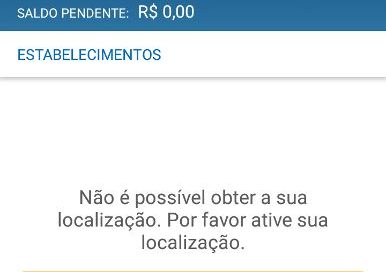 SALDO PENDENTE: R$ 0,00
ESTABELECIMENTOS
Não é possível obter a sua
localização. Por favor ative sua
localização.